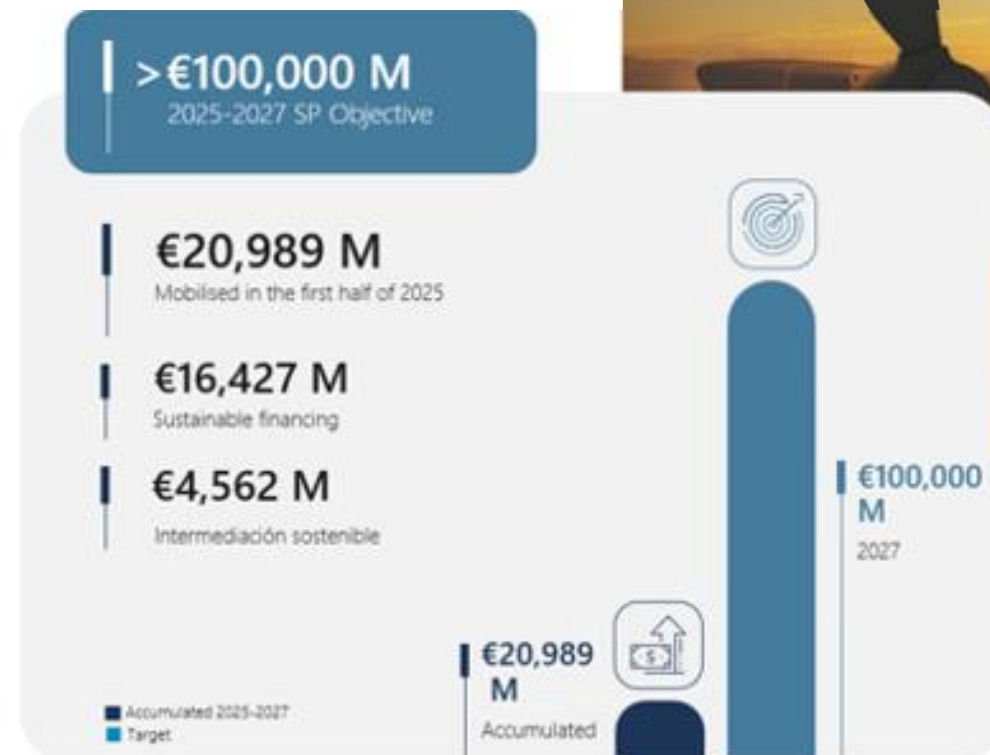 >€100,000 M
2025-2027 SP Objective
€20,989 M
Mobilised in the first half of 2025
€16,427 M
Sustainable financing
€4,562 M
Intermediación sostenible
€100,000
M
2027
$
€20,989
M
Accumulated
Accumulated 2025-2027
Target